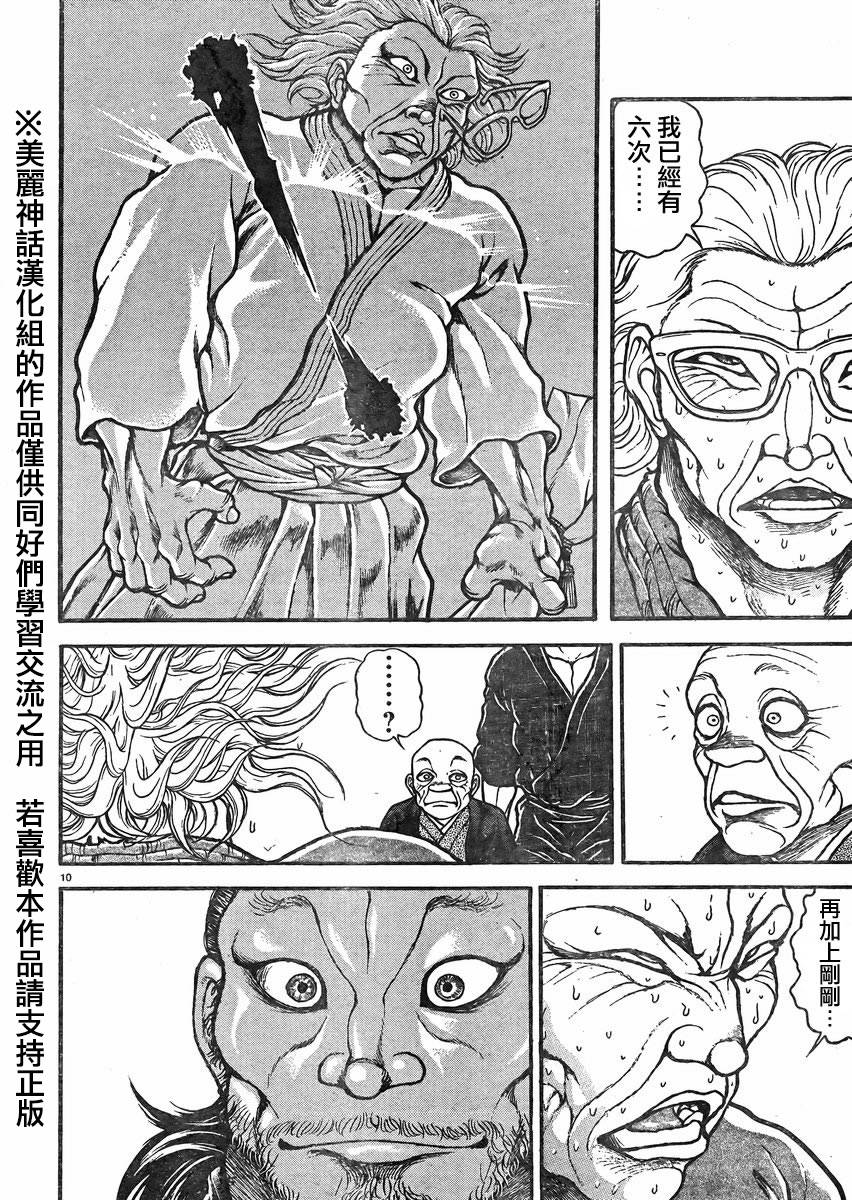 我已經有
六次……
……?
再加上剛剛…
10
※美麗神話漢化組的作品僅供同好們學習交流之用 若喜歡本作品請支持正版